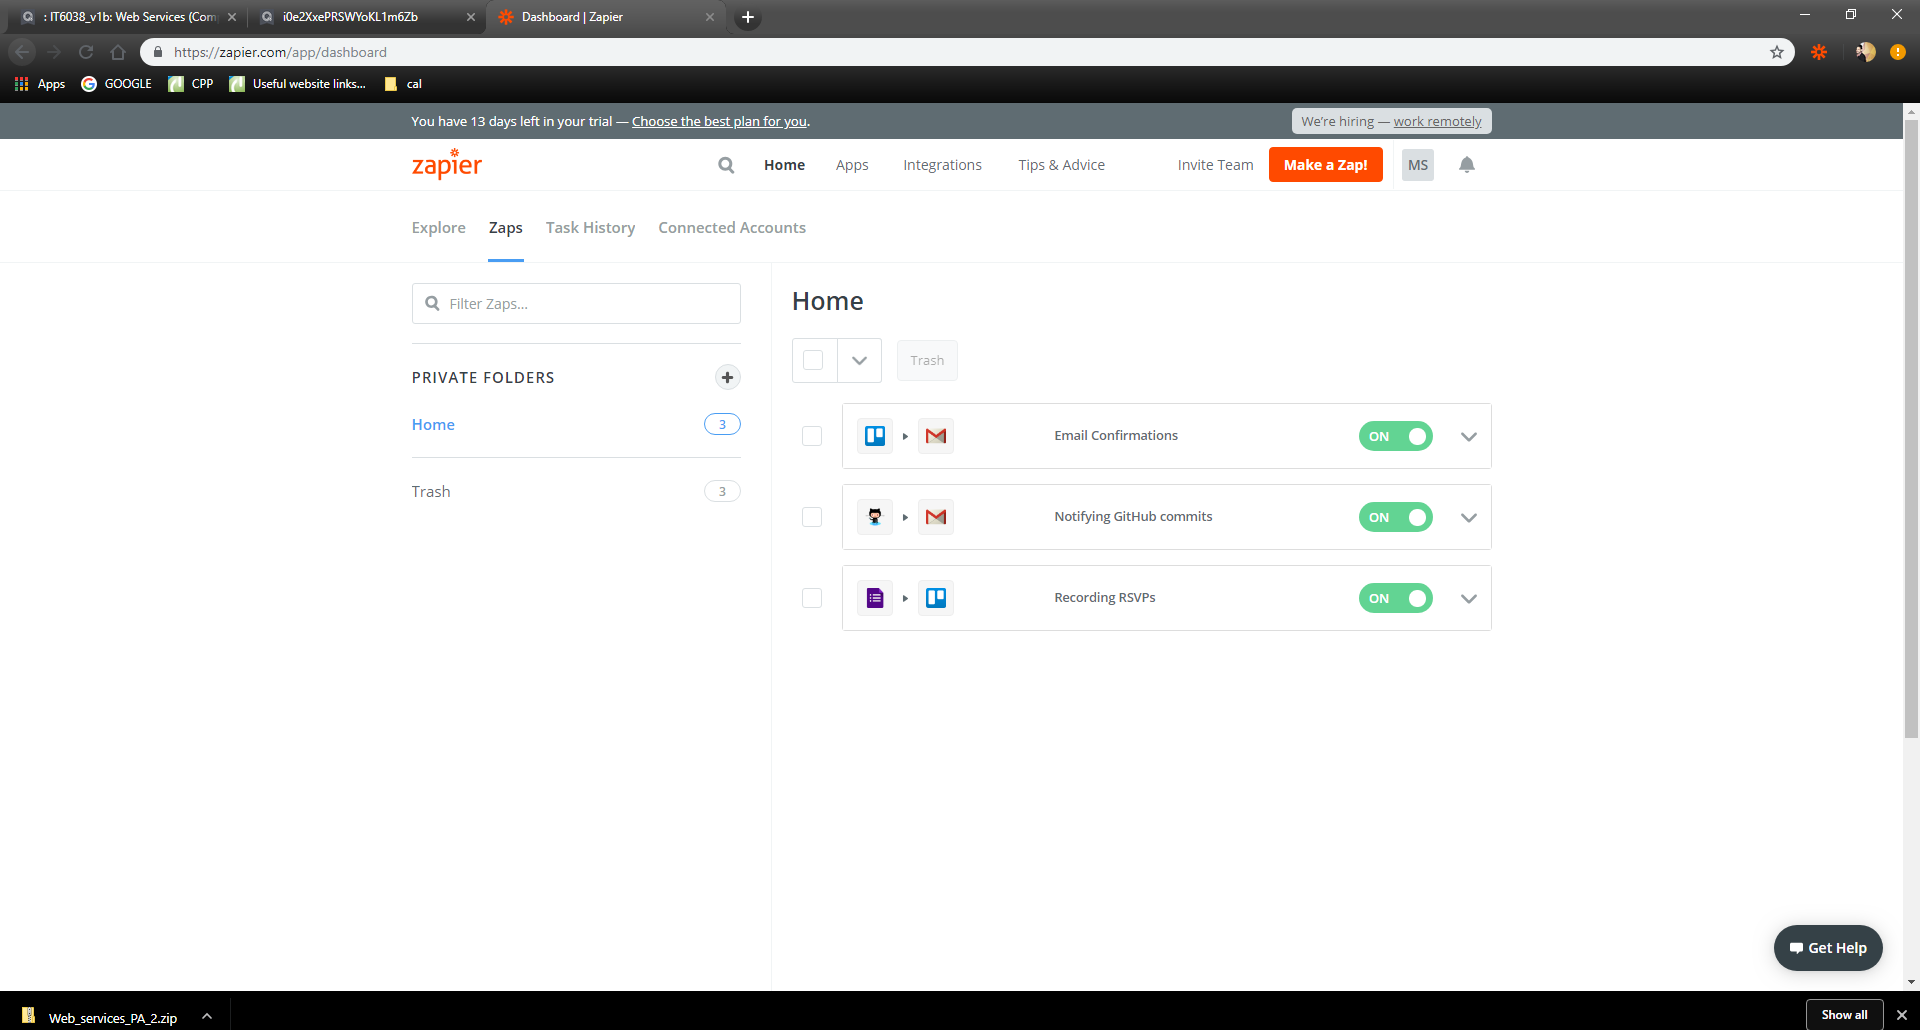 : IT6038_v1b: Web Services (Com
i0e2XxePRSWYoKL1m6Zb
Dashboard | Zapier
https://zapier.com/app/dashboard
Apps
GOOGLE
CPP
Useful website links...
cal
You have 13 days left in your trial — Choose the best plan for you.
We're hiring — work remotely
zapier
Home
Apps
Integrations
Tips & Advice
Invite Team
Make a Zap!
MS
Explore
Zaps
Task History
Connected Accounts
Filter Zaps...
PRIVATE FOLDERS
Home
3
Trash
3
Home
Trash
Email Confirmations
ON
Notifying GitHub commits
ON
Recording RSVPs
ON
Get Help
Web_services_PA_2.zip
Show all